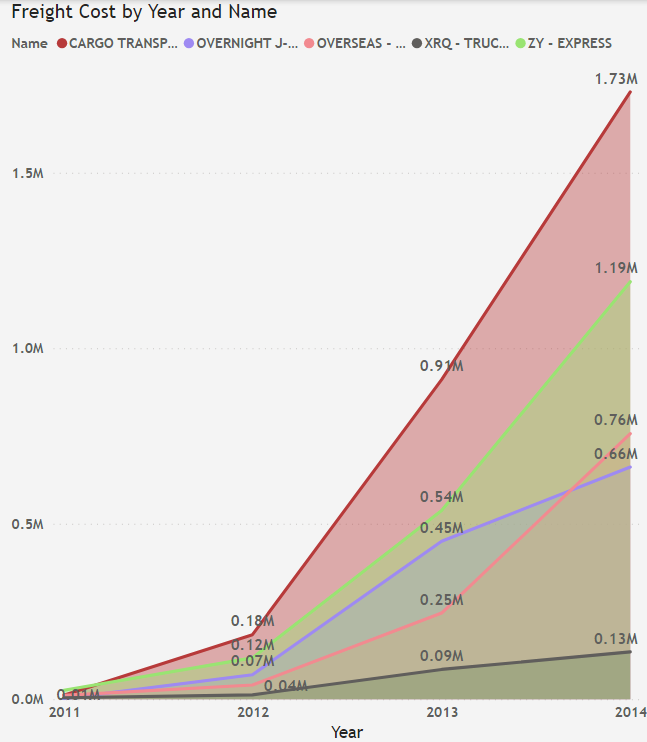 Freight Cost by Year and Name
Name CARGO TRANSP... OVERNIGHT J-... OVERSEAS - ... XRQ - TRUC... ZY - EXPRESS
1.73M
1.5M
1.19M
1.0M
0.91M
0.76M
0.66M
0.54M
0.5M
0.45M
0.25M
0.18M
0.12M
0.07M
0.09M
0.13M
0.04M
0.0M
2011 2012 2013 2014
Year